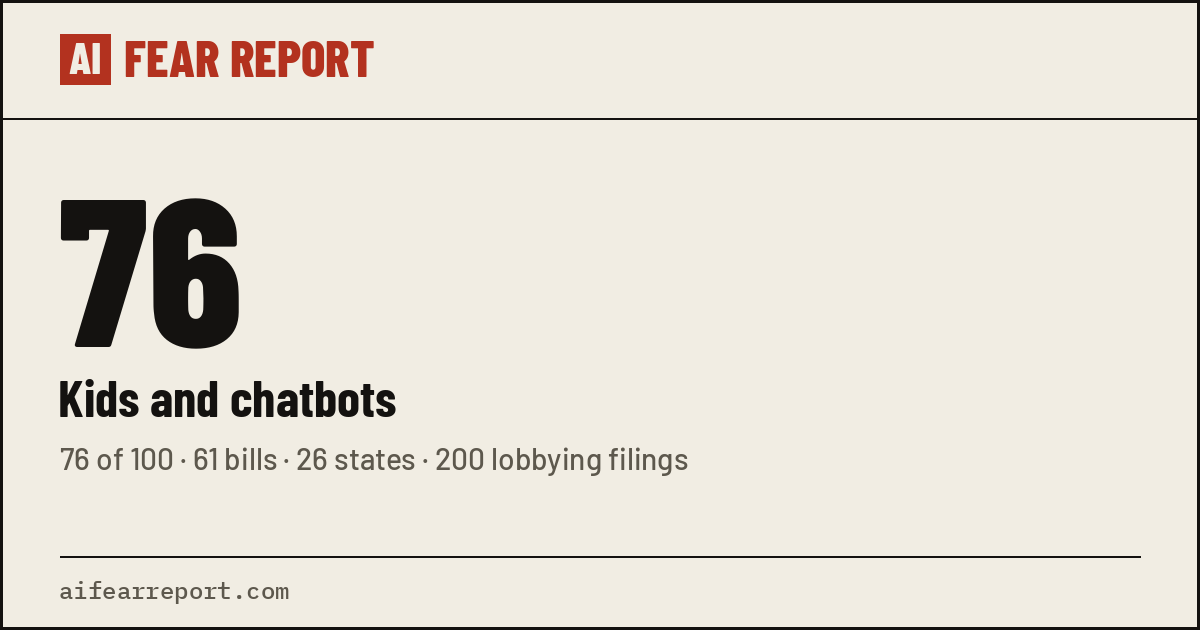 AI FEAR REPORT
76
Kids and chatbots
76 of 100 · 61 bills · 26 states · 200 lobbying filings
aifearreport.com